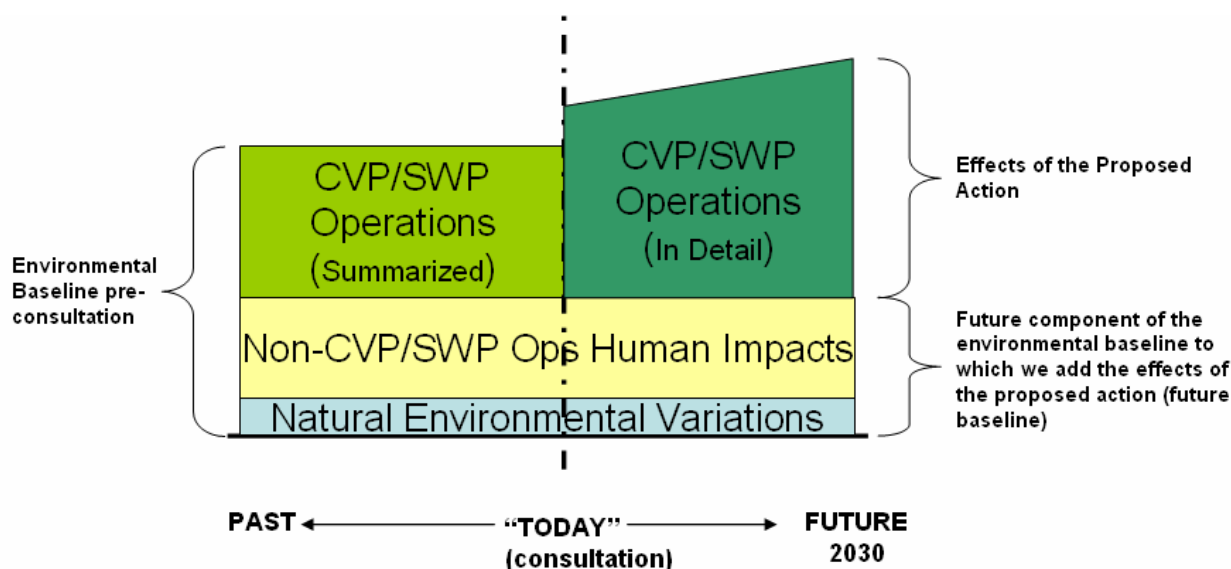 CVP/SWP
Operations
(Summarized)
CVP/SWP
Operations
(In Detail)
Effects of the Proposed
Action
Environmental
Baseline pre-
consultation
Non-CVP/SWP Ops Human Impacts
Natural Environmental Variations
Future component of the
environmental baseline to
which we add the effects of
the proposed action (future
baseline)
PAST
“TODAY”
(consultation)
FUTURE
2030